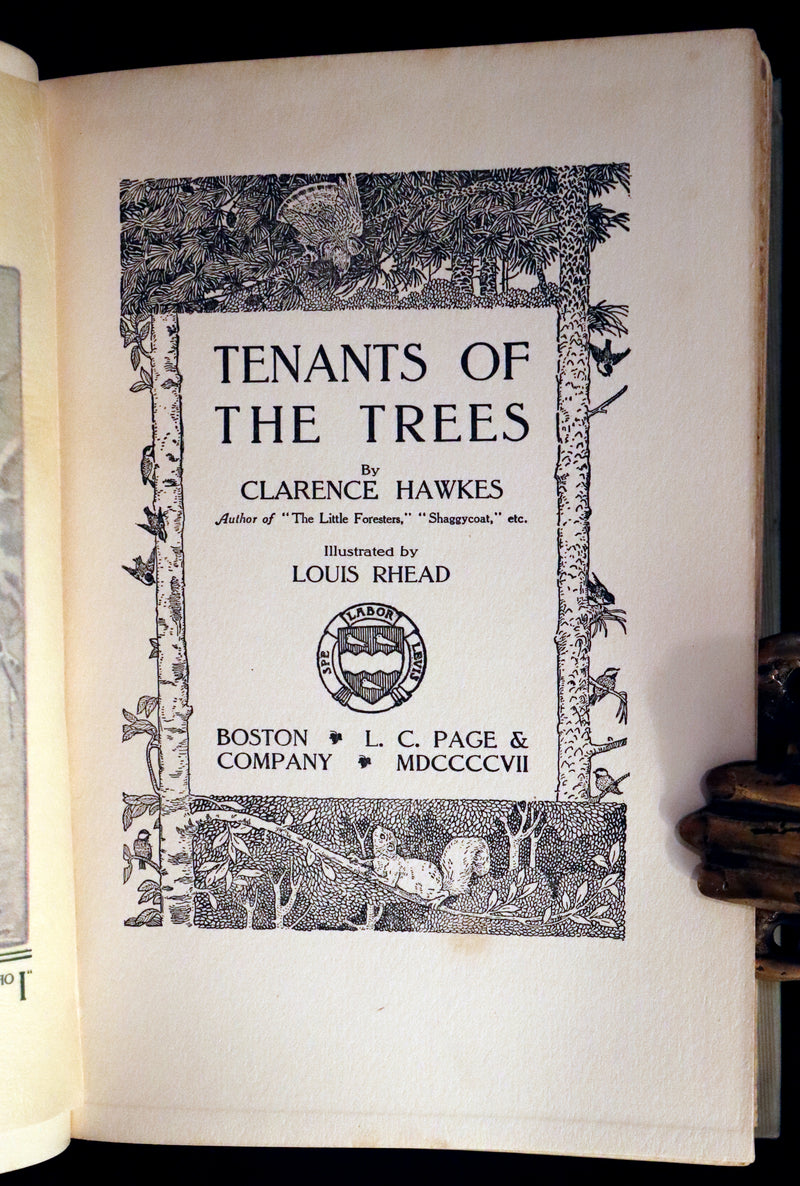 TENANTS OF
THE TREES
By
CLARENCE HAWKES
Author of "The Little Foresters," "Shaggycoat," etc.
Illustrated by
LOUIS RHEAD
SPE LABOR LEVIS
BOSTON L. C. PAGE &
COMPANY MDCCCCVII